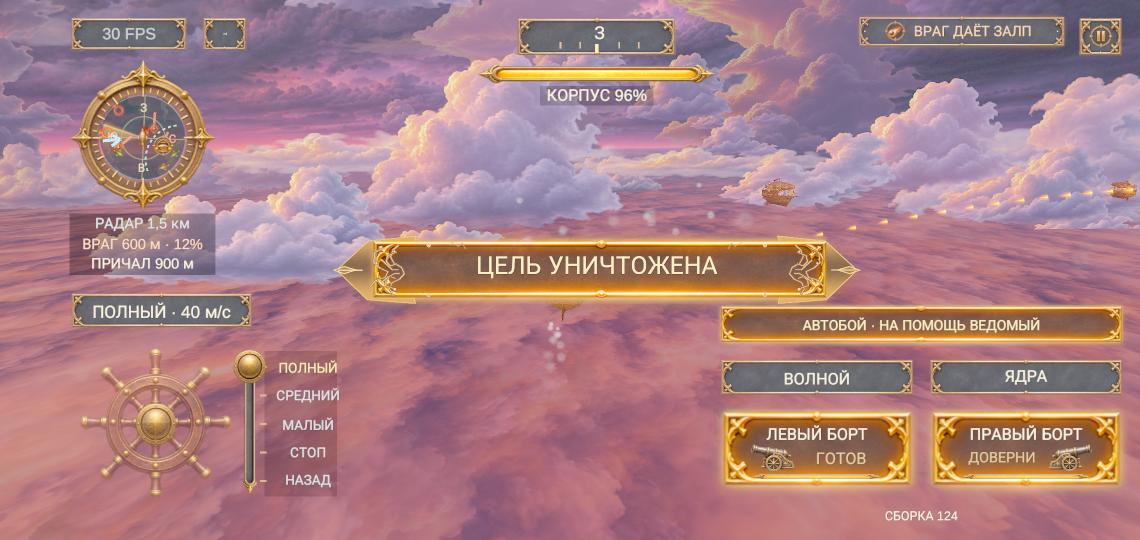 30 FPS
З
ВРАГ ДАЁТ ЗАЛП
КОРПУС 96%
З
В
РАДАР 1,5 км
ВРАГ 600 м · 12%
ПРИЧАЛ 900 м
ЦЕЛЬ УНИЧТОЖЕНА
ПОЛНЫЙ · 40 м/с
АВТОБОЙ · НА ПОМОЩЬ ВЕДОМЫЙ
ПОЛНЫЙ
СРЕДНИЙ
МАЛЫЙ
СТОП
НАЗАД
ВОЛНОЙ
ЯДРА
ЛЕВЫЙ БОРТ
ГОТОВ
ПРАВЫЙ БОРТ
ДОВЕРНИ
СБОРКА 124